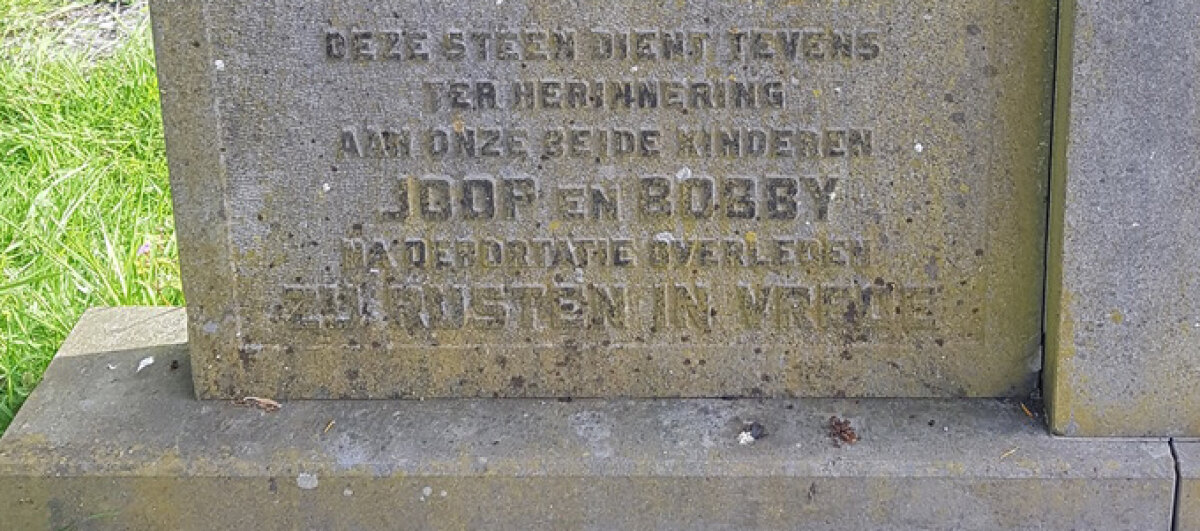 DEZE STEEN DIENT TEVENS
TER HERINNERING
AAN ONZE BEIDE KINDEREN
JOOP EN BOBBY
NA DEPORTATIE OVERLEDEN
ZIJ RUSTEN IN VREDE